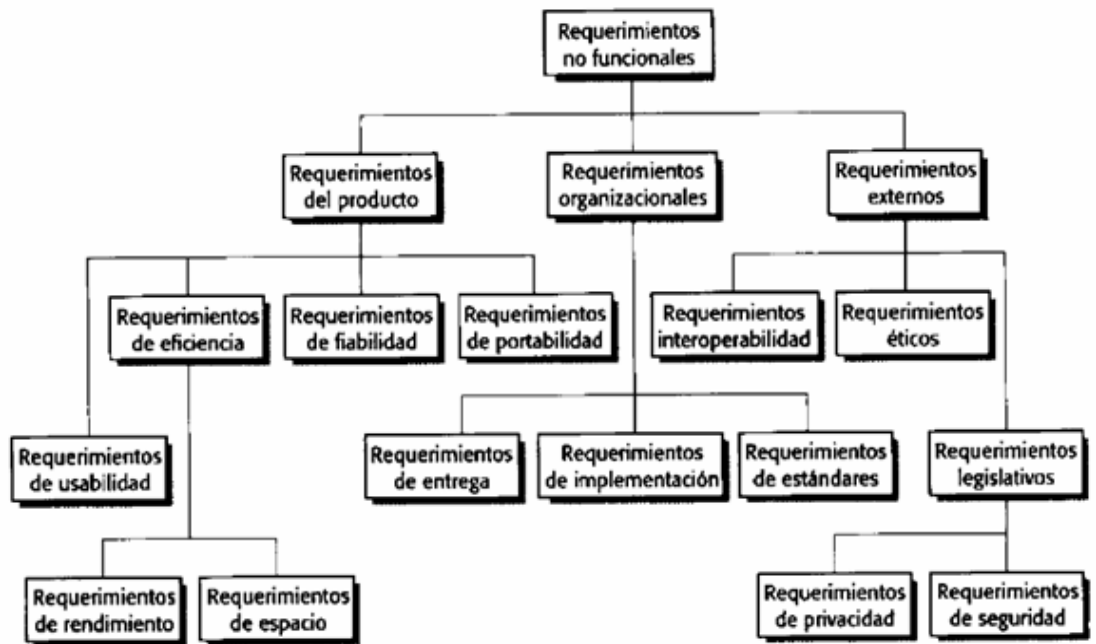 Requerimientos
no funcionales
Requerimientos
del producto
Requerimientos
organizacionales
Requerimientos
externos
Requerimientos
de eficiencia
Requerimientos
de fiabilidad
Requerimientos
de portabilidad
Requerimientos
interoperabilidad
Requerimientos
éticos
Requerimientos
de usabilidad
Requerimientos
de entrega
Requerimientos
de implementación
Requerimientos
de estándares
Requerimientos
legislativos
Requerimientos
de rendimiento
Requerimientos
de espacio
Requerimientos
de privacidad
Requerimientos
de seguridad